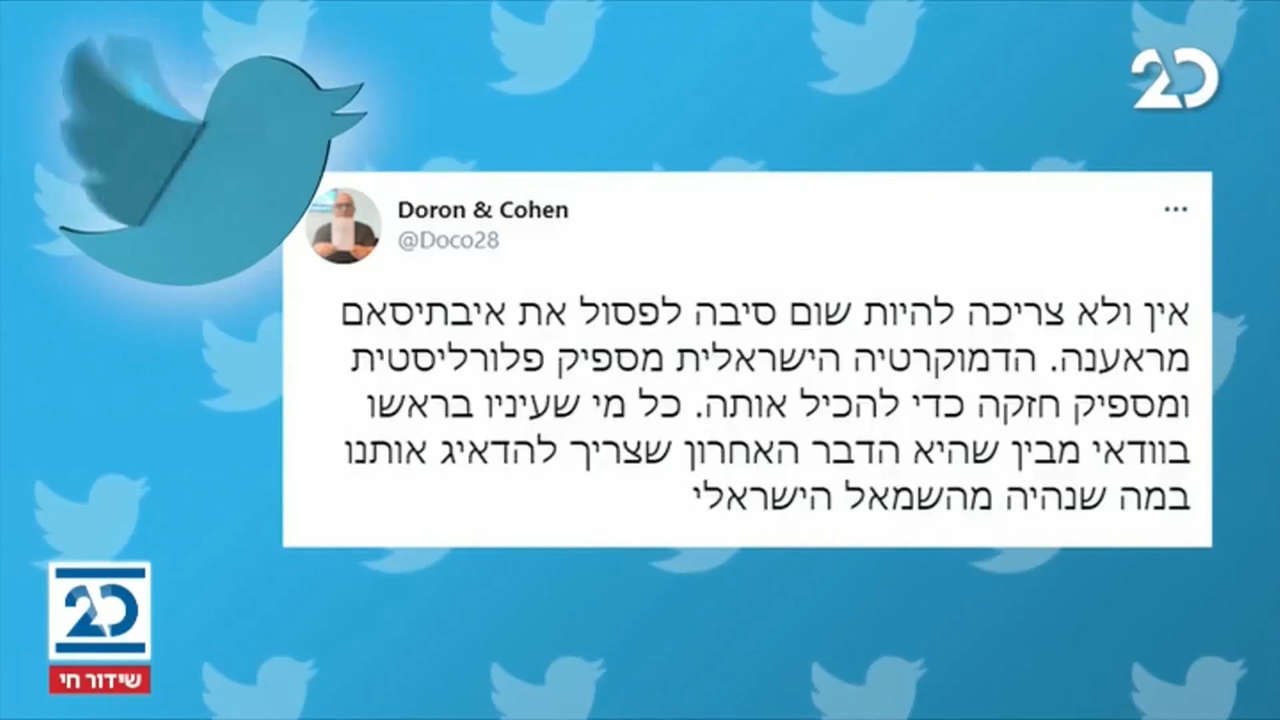 20
Doron & Cohen
@Doco28
אין ולא צריכה להיות שום סיבה לפסול את איבתיסאם
מראענה. הדמוקרטיה הישראלית מספיק פלורליסטית
ומספיק חזקה כדי להכיל אותה. כל מי שעיניו בראשו
בוודאי מבין שהיא הדבר האחרון שצריך להדאיג אותנו
במה שנהיה מהשמאל הישראלי
20
שידור חי